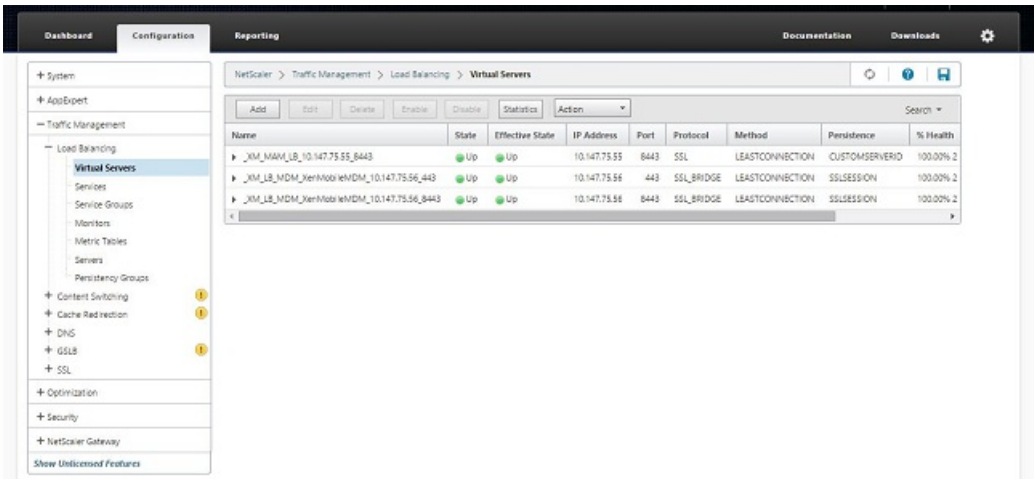 Dashboard Configuration Reporting Documentation Downloads
NetScaler > Traffic Management > Load Balancing > Virtual Servers
+ System
+ AppExpert
− Traffic Management
− Load Balancing
Virtual Servers
Services
Service Groups
Monitors
Metric Tables
Servers
Persistency Groups
+ Content Switching
+ Cache Redirection
+ DNS
+ GSLB
+ SSL
+ Optimization
+ Security
+ NetScaler Gateway
Show Unlicensed Features
Add Edit Delete Enable Disable Statistics Action Search
Name State Effective State IP Address Port Protocol Method Persistence % Health
_XM_MAM_LB_10.147.75.55_8443 Up Up 10.147.75.55 8443 SSL LEASTCONNECTION CUSTOMSERVERID 100.00% 2
_XM_LB_MDM_XenMobileMDM_10.147.75.56_443 Up Up 10.147.75.56 443 SSL_BRIDGE LEASTCONNECTION SSLSESSION 100.00% 2
_XM_LB_MDM_XenMobileMDM_10.147.75.56_8443 Up Up 10.147.75.56 8443 SSL_BRIDGE LEASTCONNECTION SSLSESSION 100.00% 2